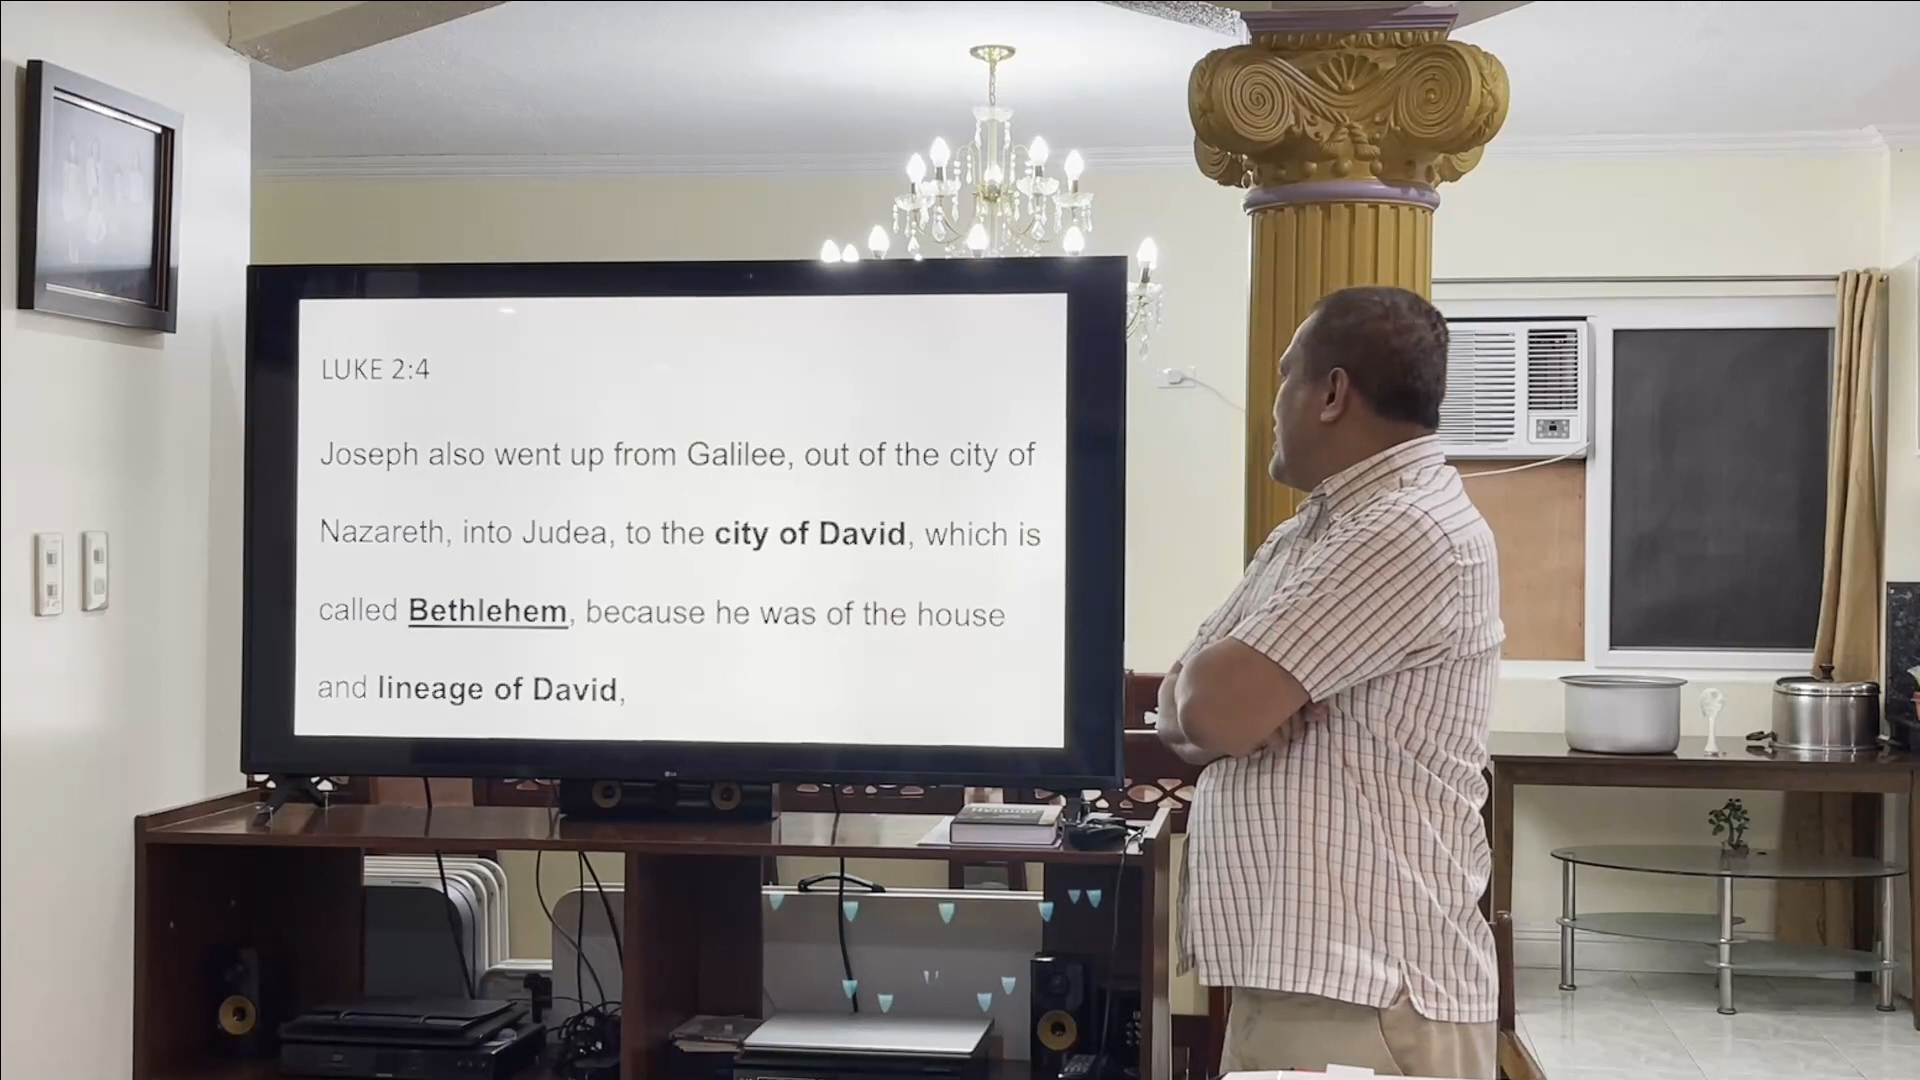 LUKE 2:4
Joseph also went up from Galilee, out of the city of
Nazareth, into Judea, to the city of David, which is
called Bethlehem, because he was of the house
and lineage of David,
LG